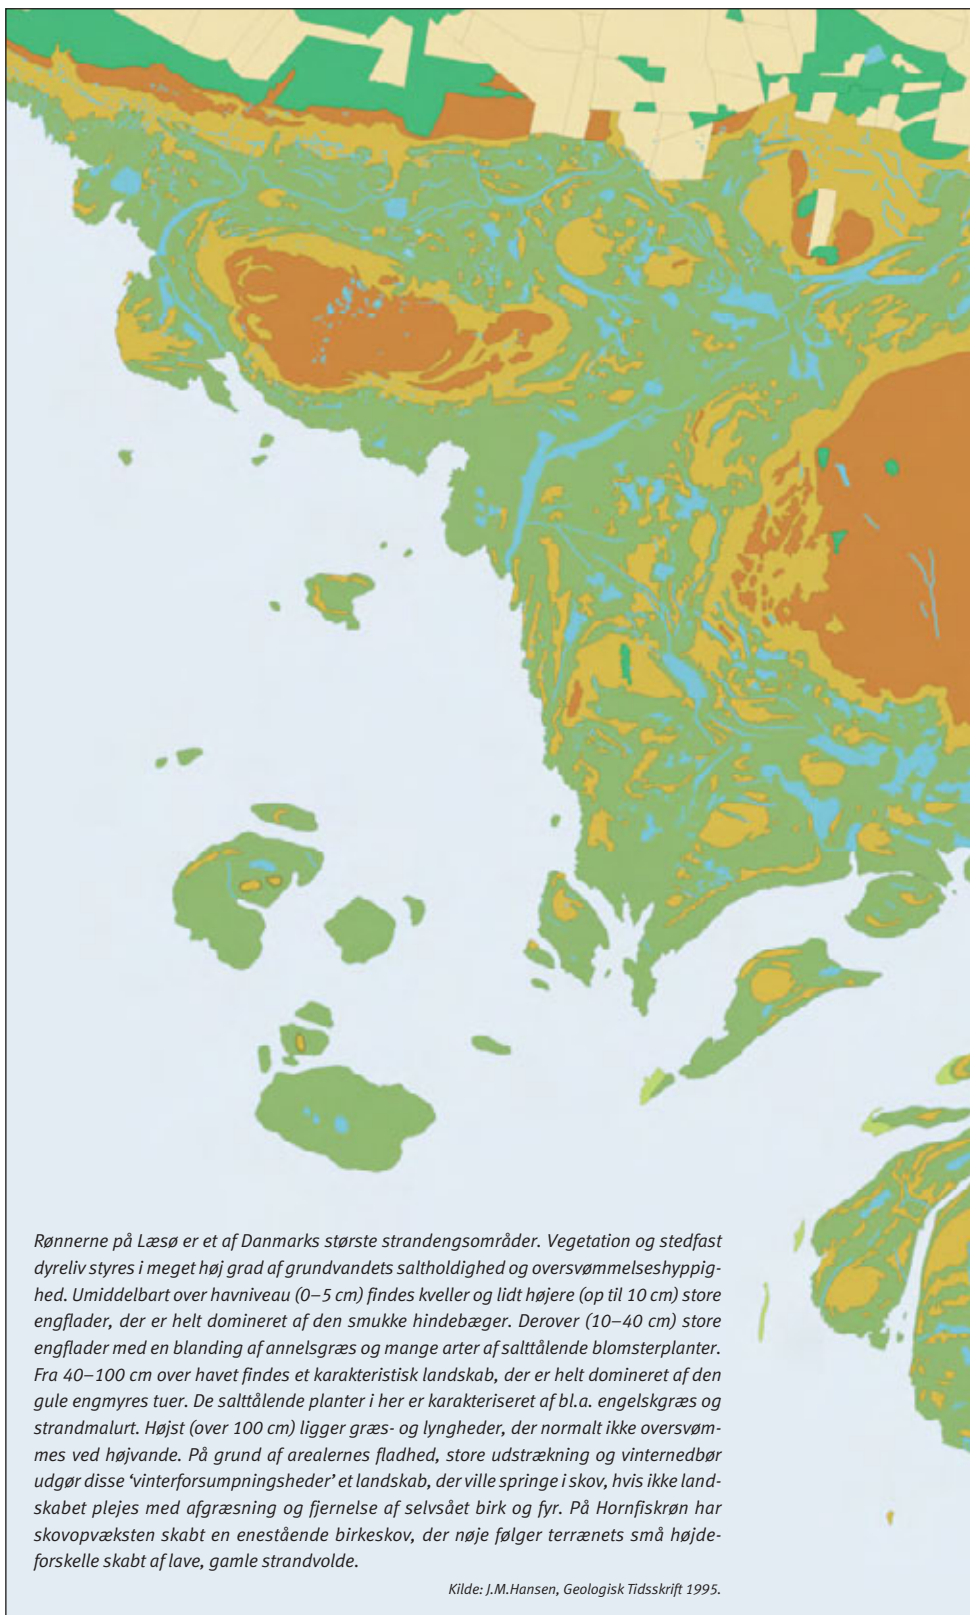 Rønnerne på Læsø er et af Danmarks største strandengsområder. Vegetation og stedfast
dyreliv styres i meget høj grad af grundvandets saltholdighed og oversvømmelseshyppig-
hed. Umiddelbart over havniveau (0–5 cm) findes kveller og lidt højere (op til 10 cm) store
engflader, der er helt domineret af den smukke hindebæger. Derover (10–40 cm) store
engflader med en blanding af annelsgræs og mange arter af salttålende blomsterplanter.
Fra 40–100 cm over havet findes et karakteristisk landskab, der er helt domineret af den
gule engmyres tuer. De salttålende planter i her er karakteriseret af bl.a. engelskgræs og
strandmalurt. Højst (over 100 cm) ligger græs- og lyngheder, der normalt ikke oversvøm-
mes ved højvande. På grund af arealernes fladhed, store udstrækning og vinternedbør
udgør disse ‘vinterforsumpningsheder’ et landskab, der ville springe i skov, hvis ikke land-
skabet plejes med afgræsning og fjernelse af selvsået birk og fyr. På Hornfiskrøn har
skovopvæksten skabt en enestående birkeskov, der nøje følger terrænets små højde-
forskelle skabt af lave, gamle strandvolde.
Kilde: J.M.Hansen, Geologisk Tidsskrift 1995.